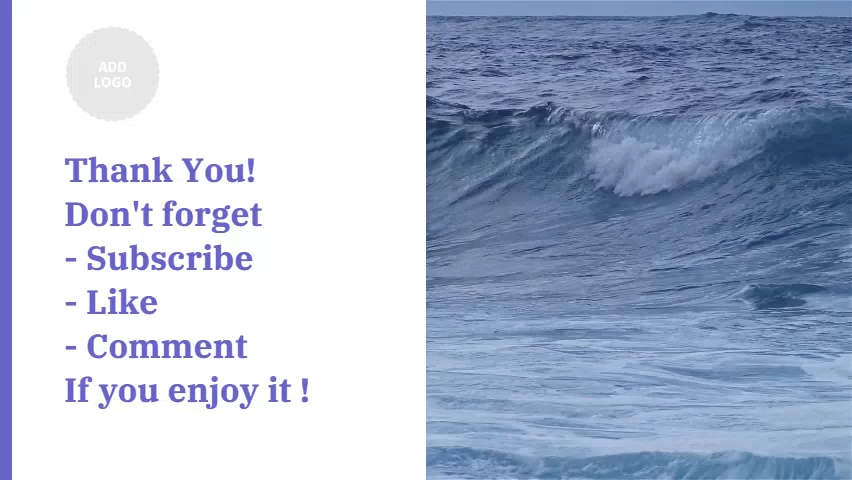 ADD
LOGO
Thank You!
Don't forget
- Subscribe
- Like
- Comment
If you enjoy it !